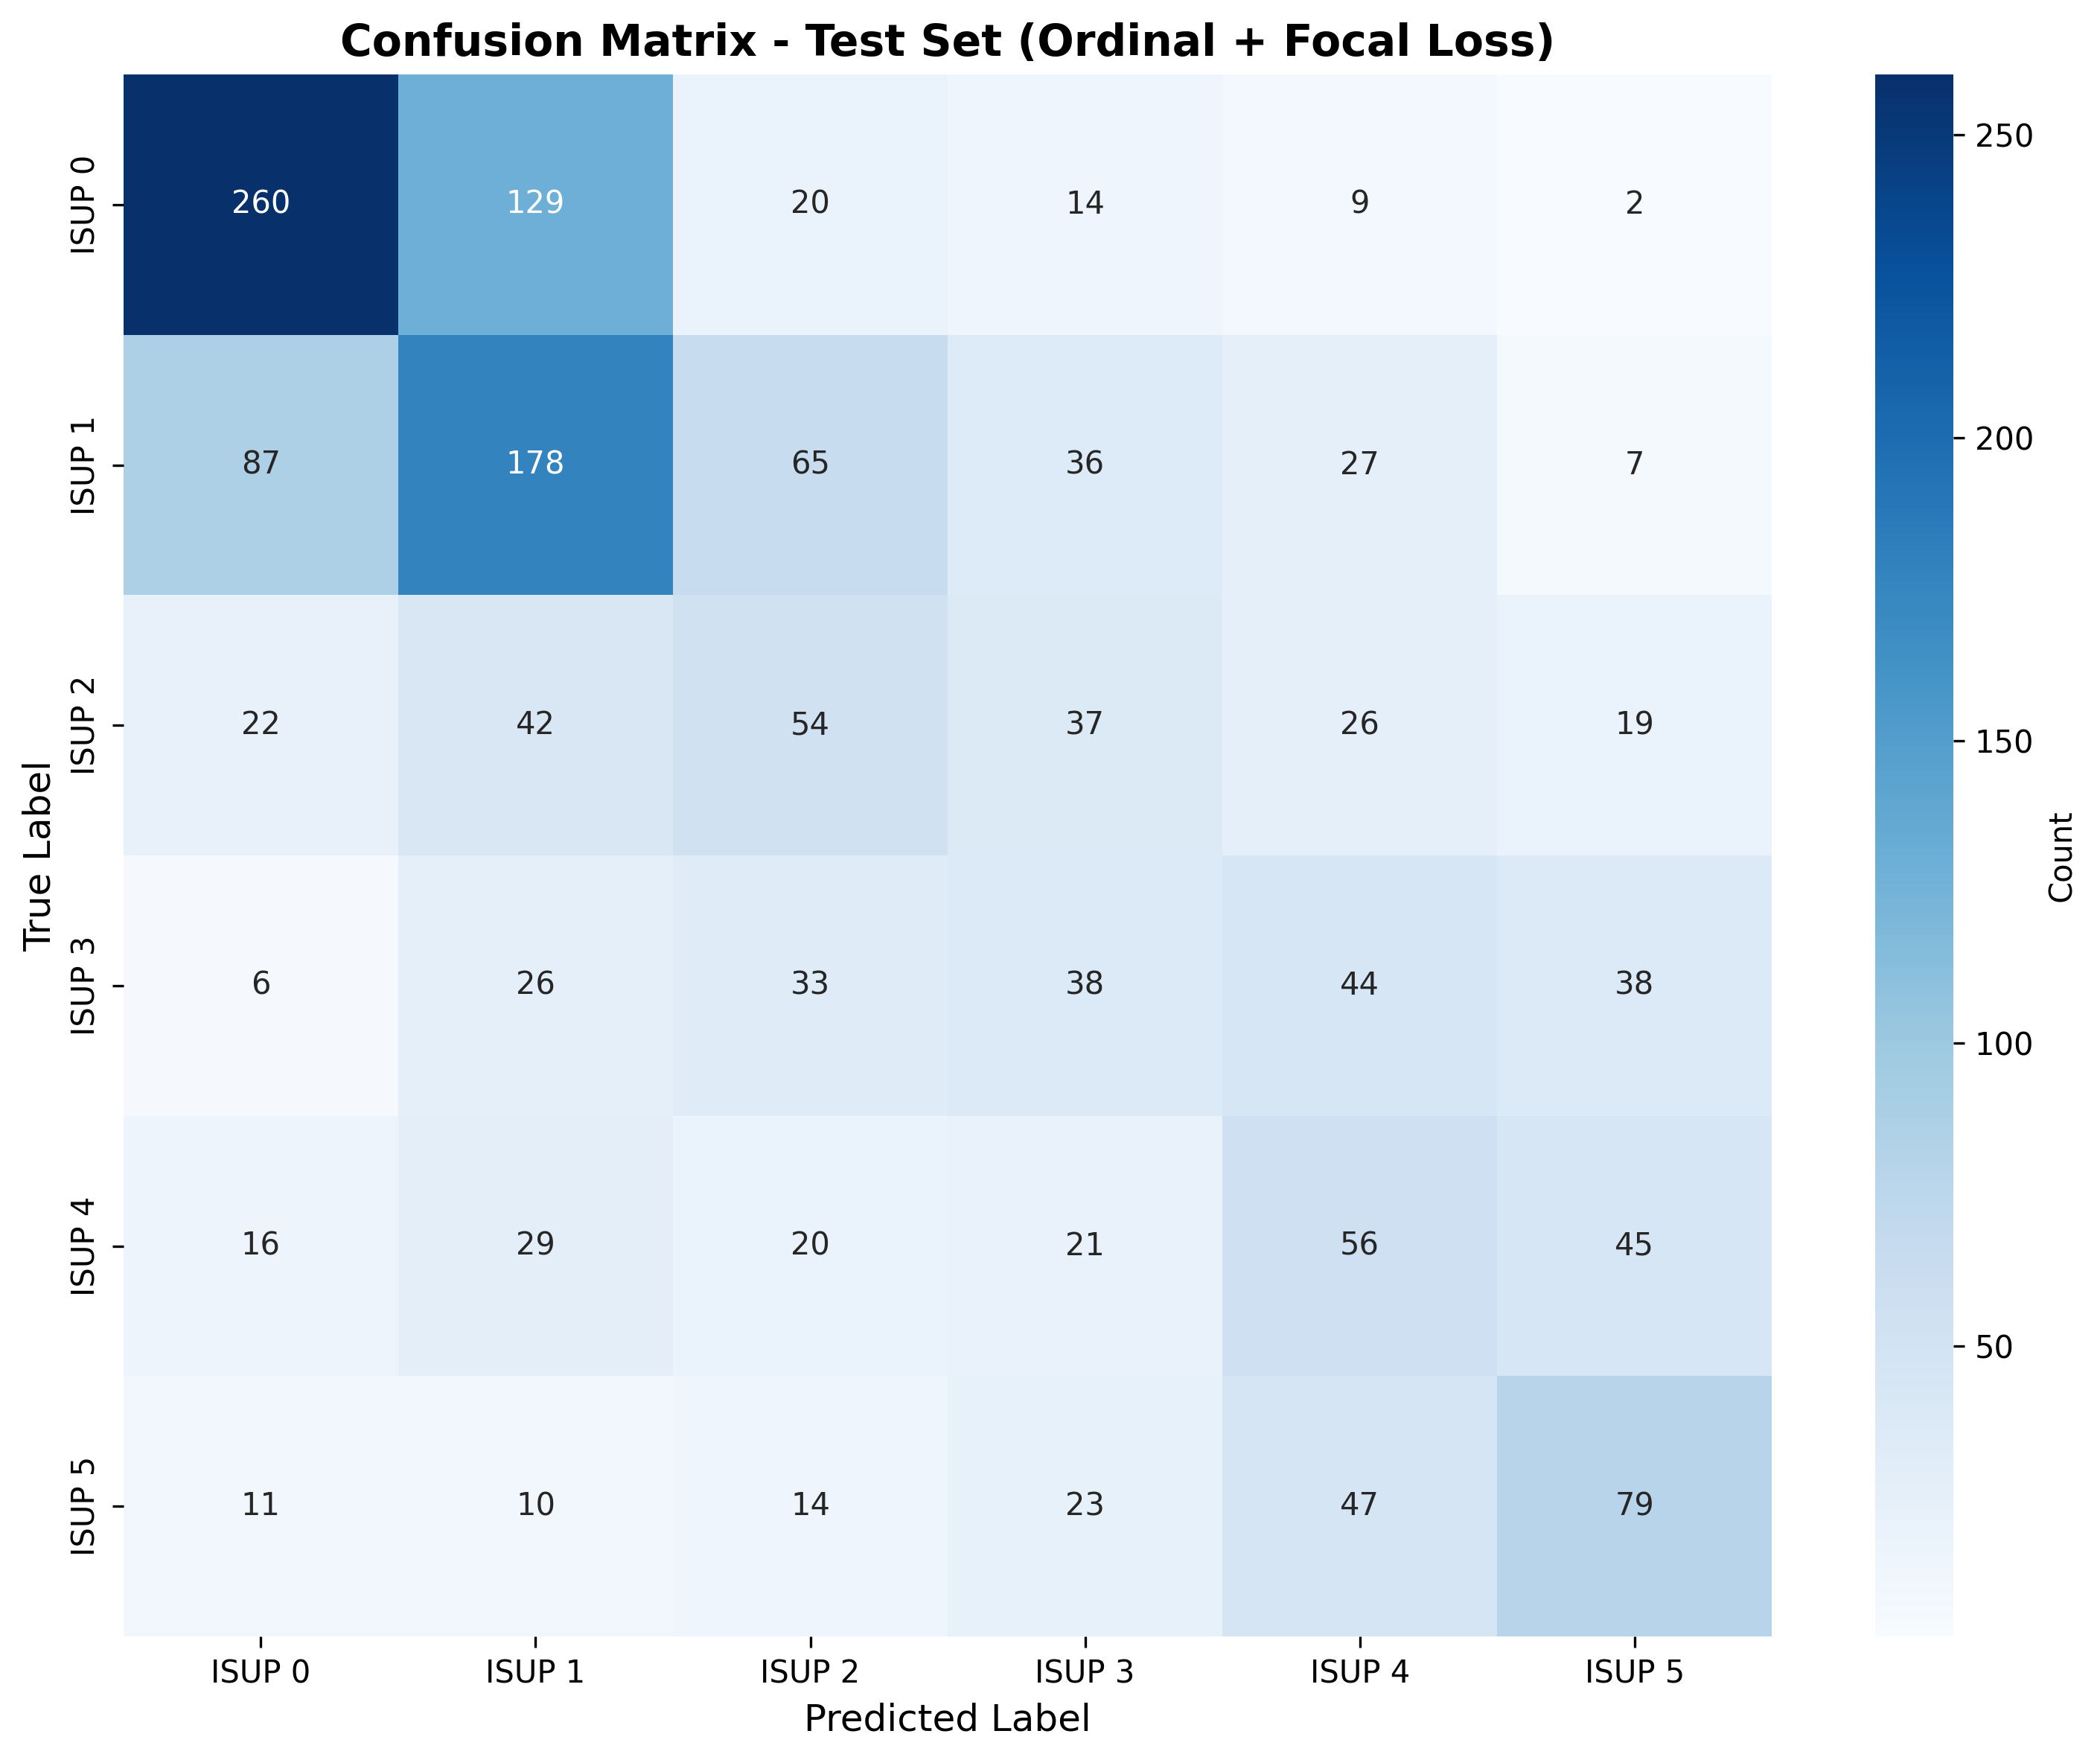 Confusion Matrix - Test Set (Ordinal + Focal Loss)
True Label
ISUP 0 260 129 20 14 9 2
ISUP 1 87 178 65 36 27 7
ISUP 2 22 42 54 37 26 19
ISUP 3 6 26 33 38 44 38
ISUP 4 16 29 20 21 56 45
ISUP 5 11 10 14 23 47 79
ISUP 0 ISUP 1 ISUP 2 ISUP 3 ISUP 4 ISUP 5
Predicted Label
250
200
150
100
50
Count